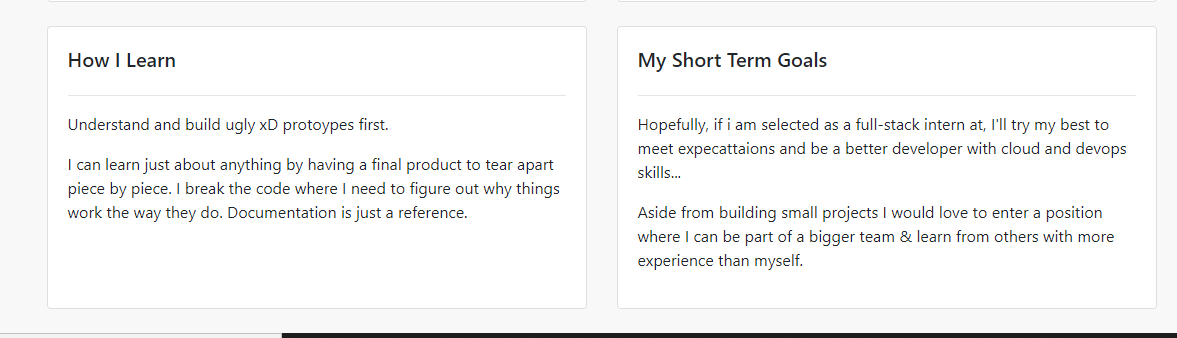 How I Learn
Understand and build ugly xD protoypes first.
I can learn just about anything by having a final product to tear apart
piece by piece. I break the code where I need to figure out why things
work the way they do. Documentation is just a reference.
My Short Term Goals
Hopefully, if i am selected as a full-stack intern at, I'll try my best to
meet expecattaions and be a better developer with cloud and devops
skills...
Aside from building small projects I would love to enter a position
where I can be part of a bigger team & learn from others with more
experience than myself.